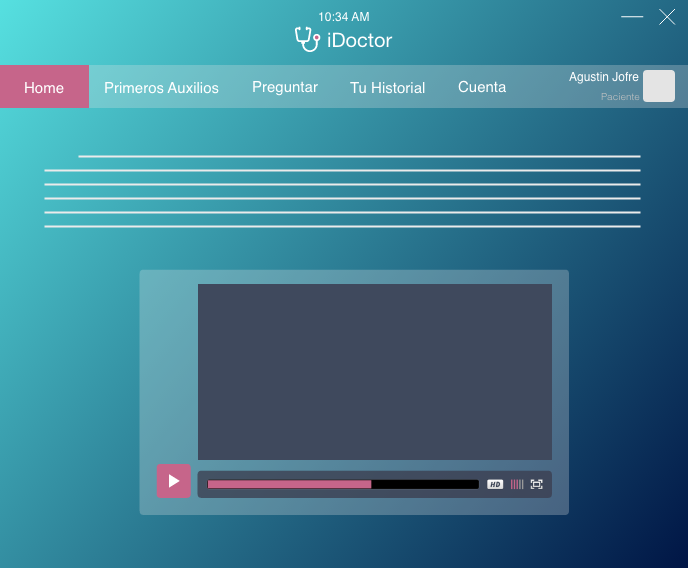 10:34 AM
iDoctor
Home
Primeros Auxilios
Preguntar
Tu Historial
Cuenta
Agustin Jofre
Paciente
HD